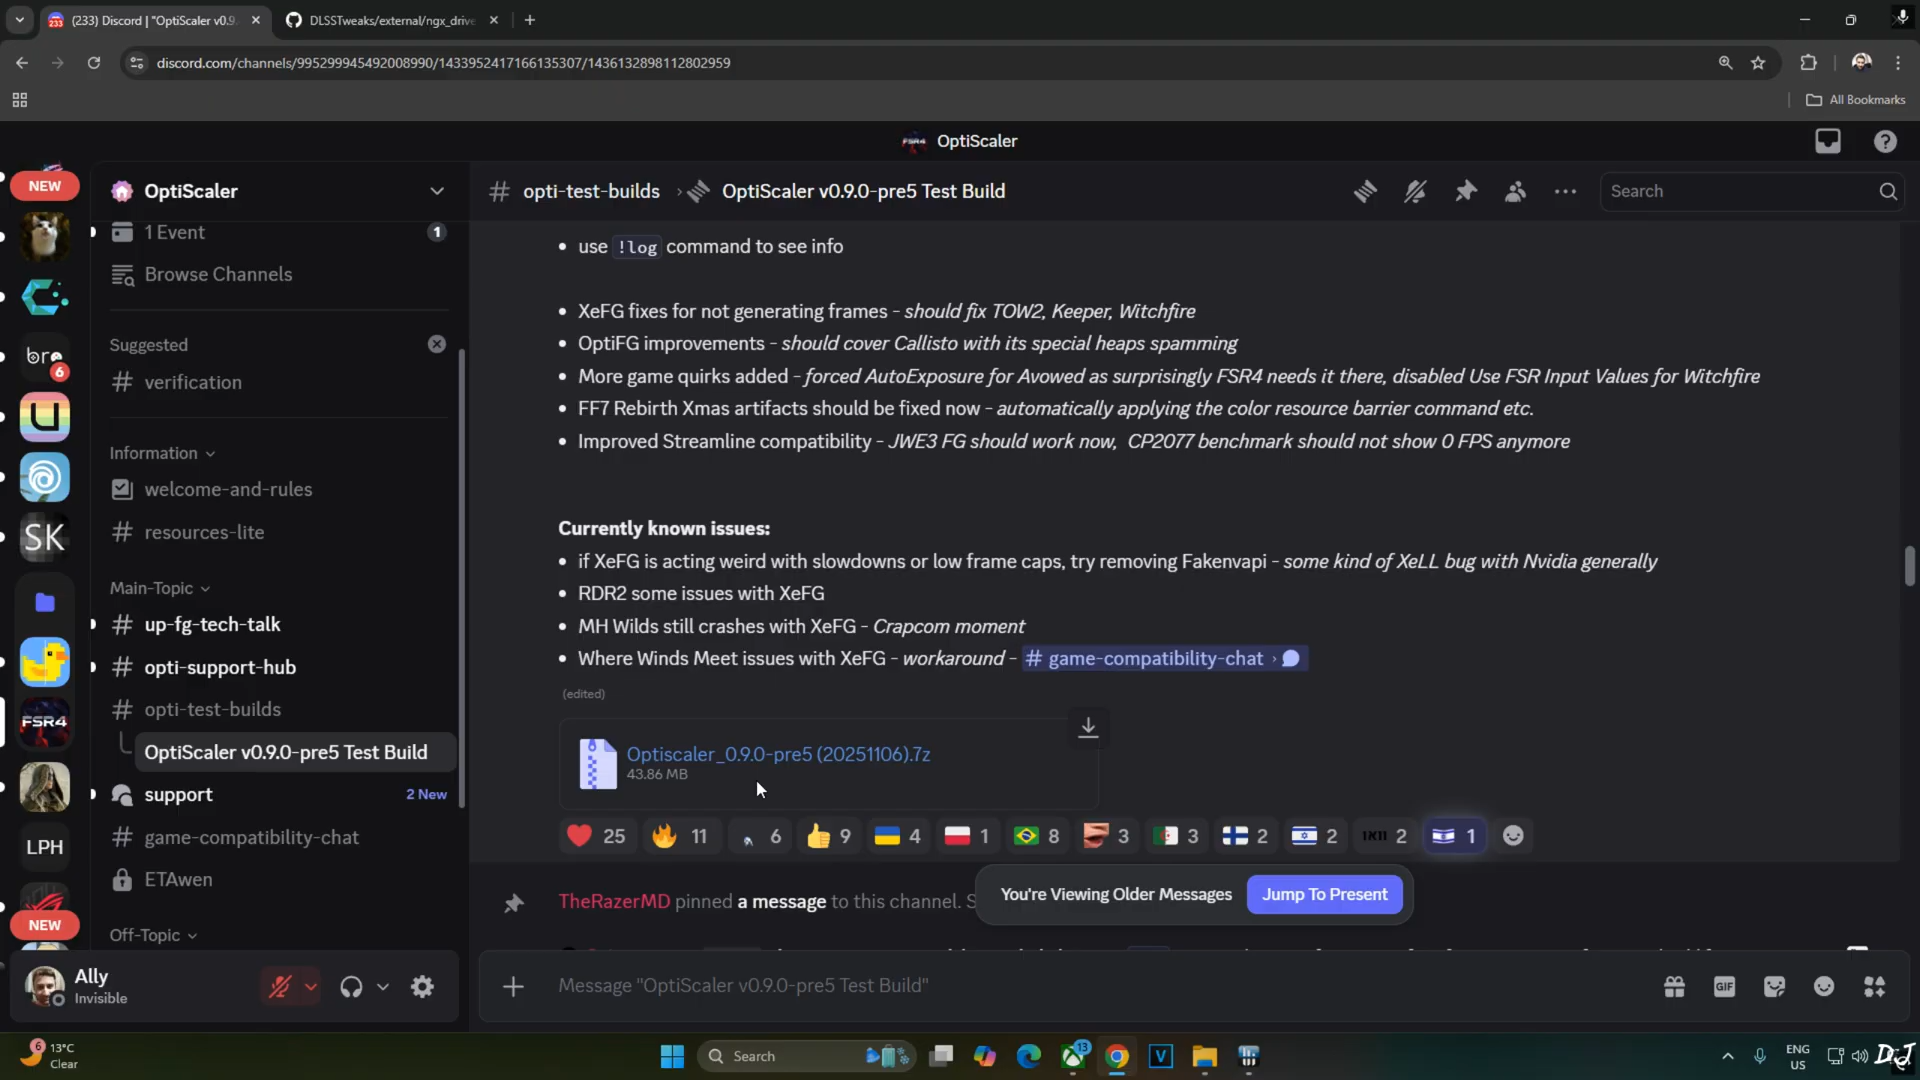 (233) Discord | "OptiScaler v0.9.
DLSSTweaks/external/ngx_drive
discord.com/channels/995299945492008990/1433952417166135307/1436132898112802959
All Bookmarks
FSR4
OptiScaler
NEW
OptiScaler
1 Event
1
Browse Channels
Suggested
# verification
Information
welcome-and-rules
# resources-lite
Main-Topic
# up-fg-tech-talk
# opti-support-hub
# opti-test-builds
OptiScaler v0.9.0-pre5 Test Build
support
2 New
# game-compatibility-chat
ETAwen
Off-Topic
bro
6
U
SK
FSR4
LPH
NEW
Ally
Invisible
# opti-test-builds › OptiScaler v0.9.0-pre5 Test Build
Search
• use !log command to see info
• XeFG fixes for not generating frames - should fix TOW2, Keeper, Witchfire
• OptiFG improvements - should cover Callisto with its special heaps spamming
• More game quirks added - forced AutoExposure for Avowed as surprisingly FSR4 needs it there, disabled Use FSR Input Values for Witchfire
• FF7 Rebirth Xmas artifacts should be fixed now - automatically applying the color resource barrier command etc.
• Improved Streamline compatibility - JWE3 FG should work now, CP2077 benchmark should not show 0 FPS anymore
Currently known issues:
• if XeFG is acting weird with slowdowns or low frame caps, try removing Fakenvapi - some kind of XeLL bug with Nvidia generally
• RDR2 some issues with XeFG
• MH Wilds still crashes with XeFG - Crapcom moment
• Where Winds Meet issues with XeFG - workaround - # game-compatibility-chat ›
(edited)
Optiscaler_0.9.0-pre5 (20251106).7z
43.86 MB
25 11 6 9 4 1 8 3 3 2 2 2 1
TheRazerMD pinned a message to this channel. S
You're Viewing Older Messages
Jump To Present
Message "OptiScaler v0.9.0-pre5 Test Build"
GIF
6
13°C
Clear
Search
13
V
ENG
US